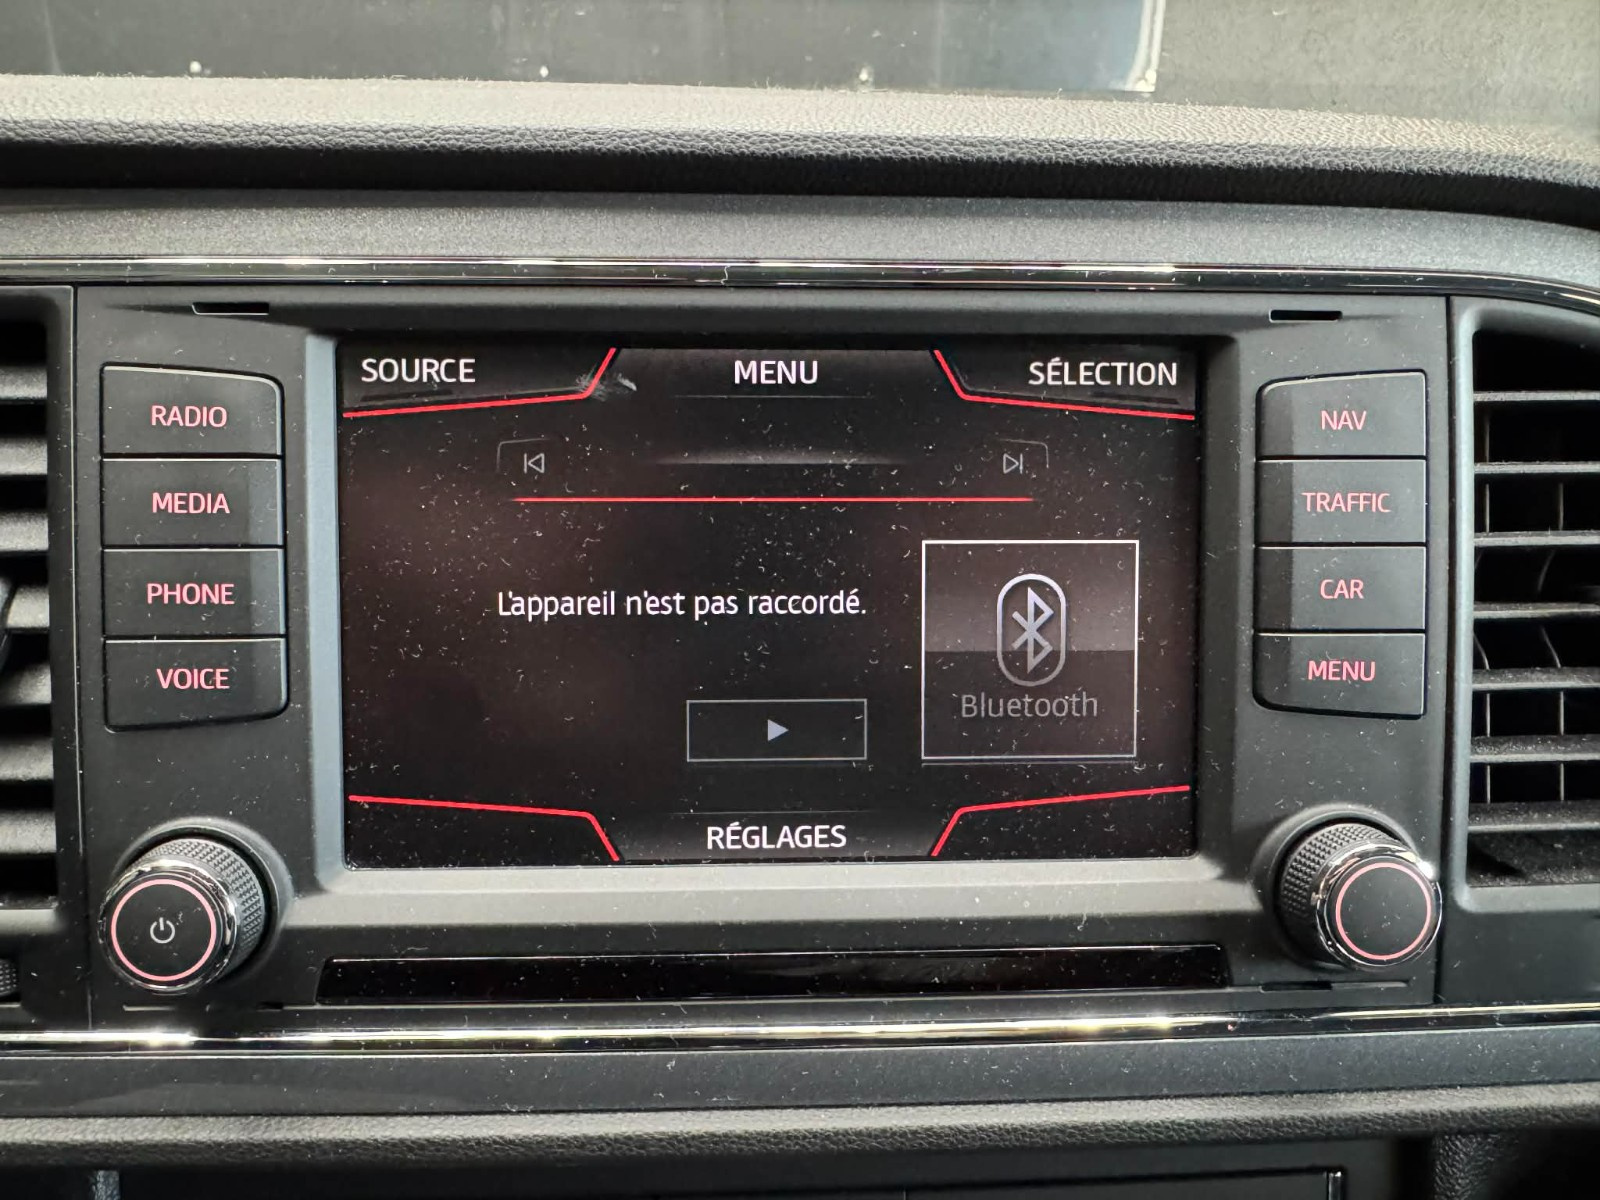 SOURCE
MENU
SÉLECTION
RADIO
NAV
MEDIA
TRAFFIC
L'appareil n'est pas raccordé.
PHONE
CAR
VOICE
Bluetooth
MENU
RÉGLAGES